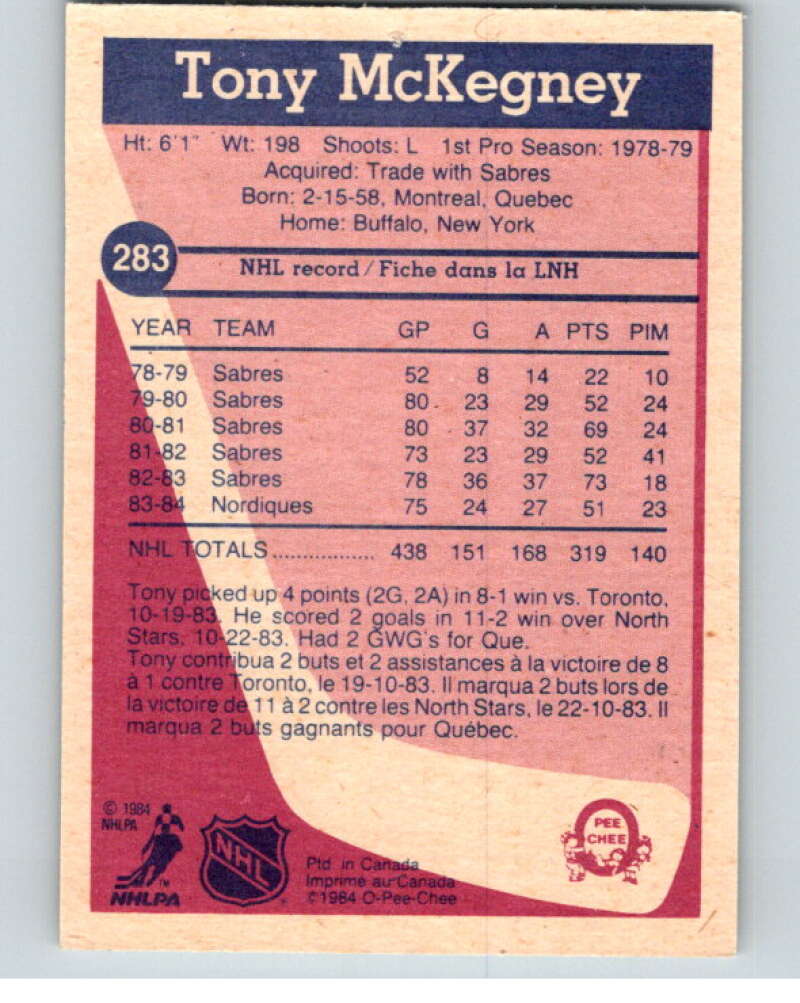 Tony McKegney
Ht: 6'1" Wt: 198 Shoots: L 1st Pro Season: 1978-79
Acquired: Trade with Sabres
Born: 2-15-58, Montreal, Quebec
Home: Buffalo, New York
283
NHL record / Fiche dans la LNH
YEAR TEAM GP G A PTS PIM
78-79 Sabres 52 8 14 22 10
79-80 Sabres 80 23 29 52 24
80-81 Sabres 80 37 32 69 24
81-82 Sabres 73 23 29 52 41
82-83 Sabres 78 36 37 73 18
83-84 Nordiques 75 24 27 51 23
NHL TOTALS................. 438 151 168 319 140
Tony picked up 4 points (2G, 2A) in 8-1 win vs. Toronto,
10-19-83. He scored 2 goals in 11-2 win over North
Stars, 10-22-83. Had 2 GWG's for Que.
Tony contribua 2 buts et 2 assistances à la victoire de 8
à 1 contre Toronto, le 19-10-83. Il marqua 2 buts lors de
la victoire de 11 à 2 contre les North Stars, le 22-10-83. Il
marqua 2 buts gagnants pour Québec.
© 1984
NHLPA
TM
NHLPA
NHL
Ptd in Canada
Imprimé au Canada
©1984 O-Pee-Chee
PEE
CHEE